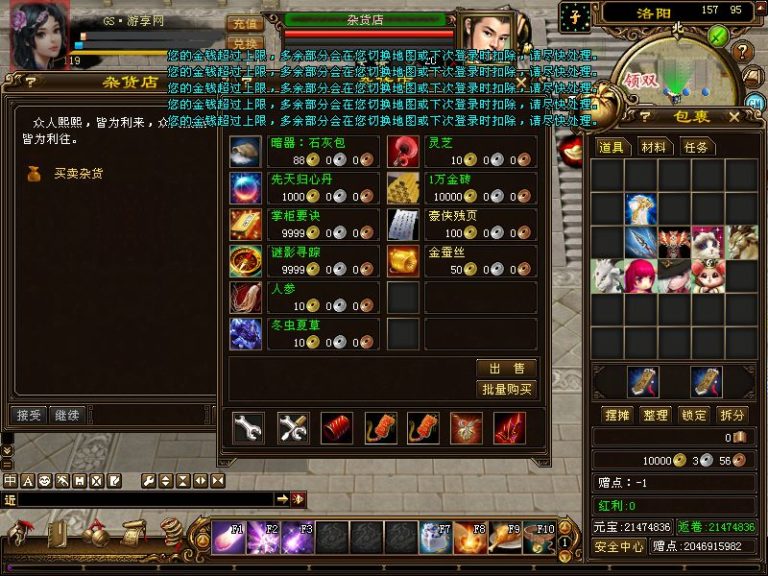 GS·游享网
充值
杂货店
兑换
119
洛阳
157 95
北
子
领双
您的金钱超过上限，多余部分会在您切换地图或下次登录时扣除，请尽快处理。
您的金钱超过上限，多余部分会在您切换地图或下次登录时扣除，请尽快处理。
您的金钱超过上限，多余部分会在您切换地图或下次登录时扣除，请尽快处理。
您的金钱超过上限，多余部分会在您切换地图或下次登录时扣除，请尽快处理。
您的金钱超过上限，多余部分会在您切换地图或下次登录时扣除，请尽快处理。
? 杂货店
众人熙熙，皆为利来，众
皆为利往。
买卖杂货
接受 继续
暗器：石灰包
88 0 0
灵芝
10 0 0
先天归心丹
1000 0 0
1万金砖
10000 0 0
掌柜要诀
9999 0 0
豪侠残页
100 0 0
谜影寻踪
9999 0 0
金蚕丝
50 0 0
人参
10 0 0
冬虫夏草
10 0 0
出 售
批量购买
? 包裹
道具 材料 任务
摆摊 整理 锁定 拆分
0
10000 3 56
赠点：-1
红利:0
元宝:21474836 返卷:21474836
安全中心 赠点:2046915982
中 A
近
F1 F2 F3 F7 F8 F9 F10
1